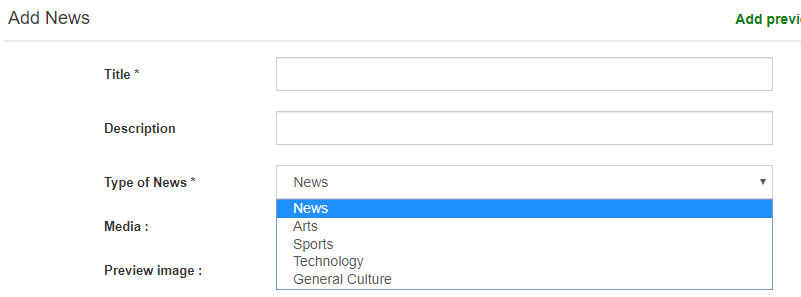 Add News
Add previ
Title *
Description
Type of News *
News
News
Arts
Sports
Technology
General Culture
Media :
Preview image :